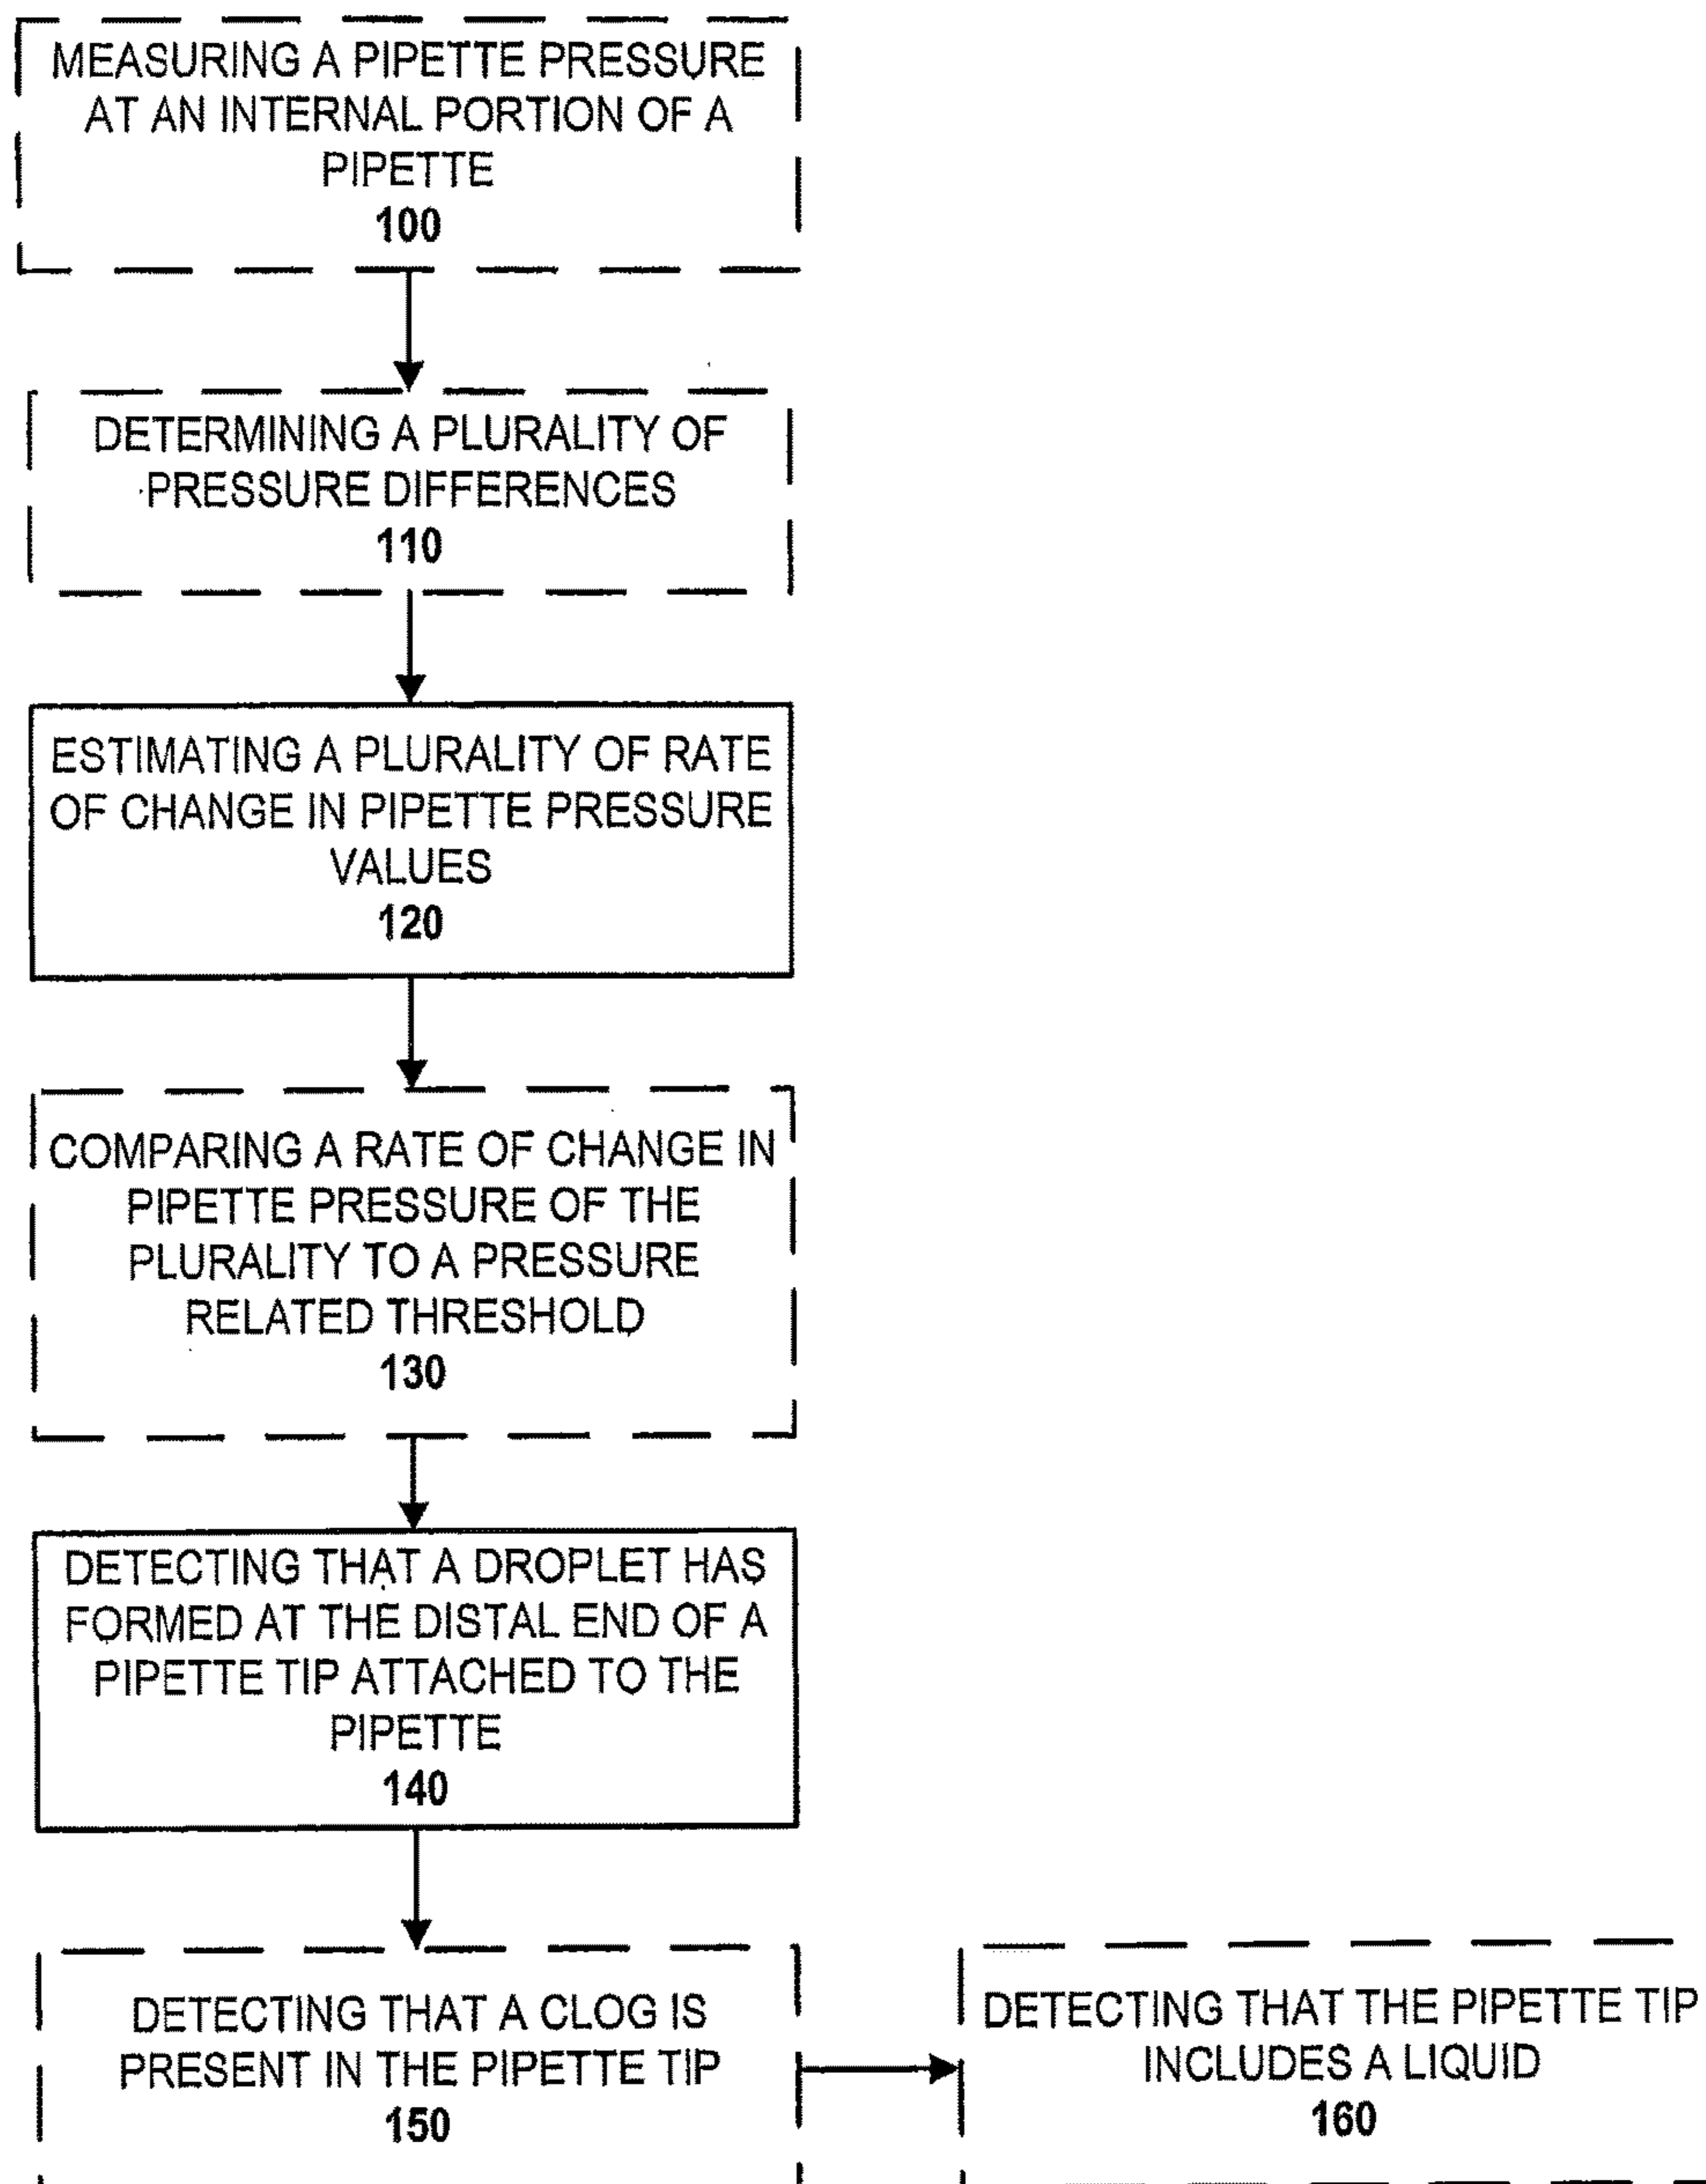 MEASURING A PIPETTE PRESSURE
AT AN INTERNAL PORTION OF A
PIPETTE
100
DETERMINING A PLURALITY OF
PRESSURE DIFFERENCES
110
ESTIMATING A PLURALITY OF RATE
OF CHANGE IN PIPETTE PRESSURE
VALUES
120
COMPARING A RATE OF CHANGE IN
PIPETTE PRESSURE OF THE
PLURALITY TO A PRESSURE
RELATED THRESHOLD
130
DETECTING THAT A DROPLET HAS
FORMED AT THE DISTAL END OF A
PIPETTE TIP ATTACHED TO THE
PIPETTE
140
DETECTING THAT A CLOG IS
PRESENT IN THE PIPETTE TIP
150
DETECTING THAT THE PIPETTE TIP
INCLUDES A LIQUID
160